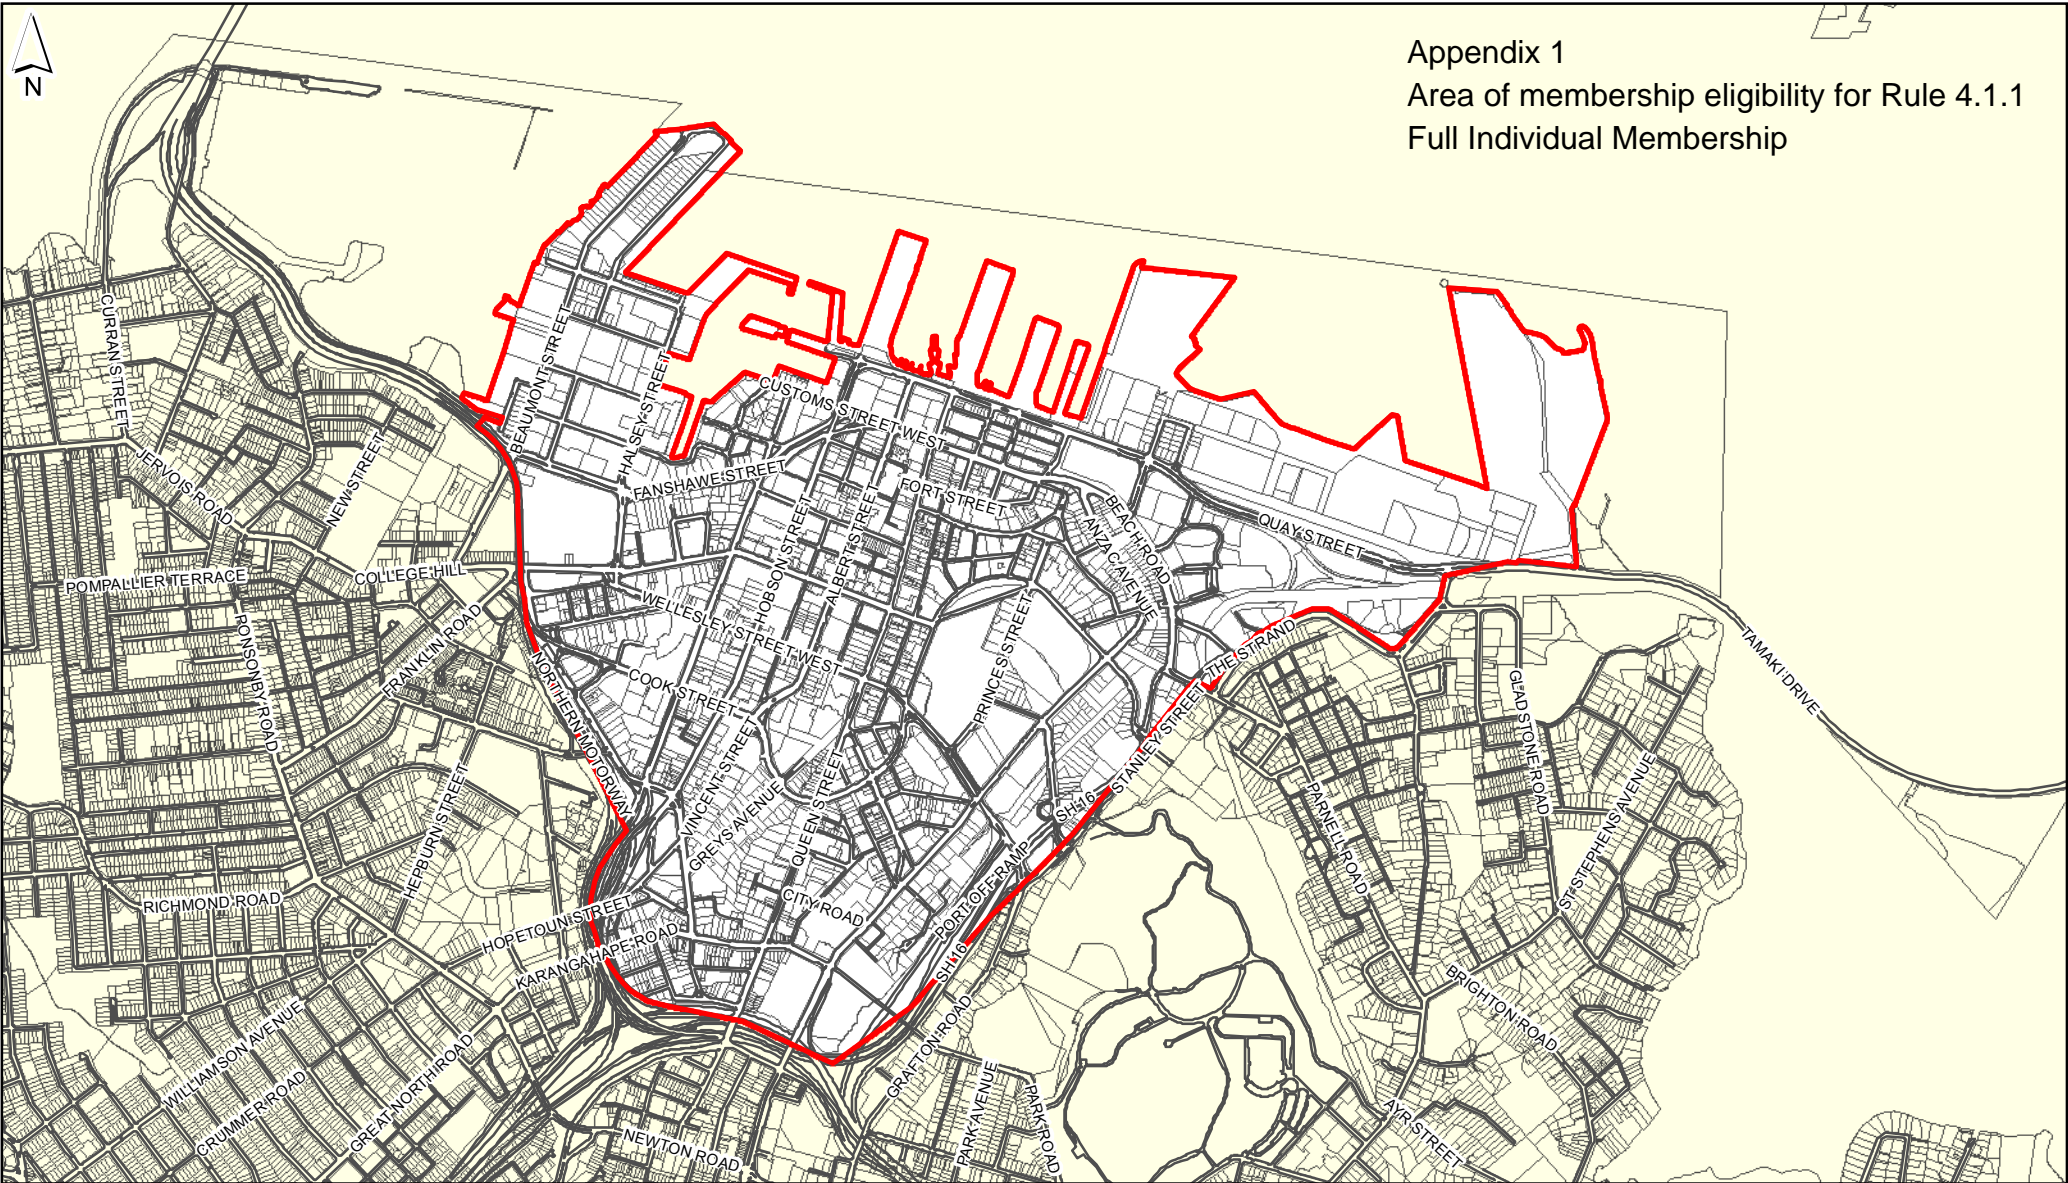 N
Appendix 1
Area of membership eligibility for Rule 4.1.1
Full Individual Membership
CURRAN STREET
JERVOIS ROAD
NEW STREET
BEAUMONT STREET
HALSEY STREET
CUSTOMS STREET WEST
FANSHAWE STREET
FORT STREET
HOBSON STREET
ALBERT STREET
BEACH ROAD
ANZAC AVENUE
QUAY STREET
POMPALLIER TERRACE
COLLEGE HILL
FRANKLIN ROAD
PONSONBY ROAD
WELLESLEY STREET WEST
COOK STREET
PRINCES STREET
THE STRAND
STANLEY STREET
TAMAKI DRIVE
GLADSTONE ROAD
NORTHERN MOTORWAY
VINCENT STREET
GREYS AVENUE
QUEEN STREET
SH 16
PARNELL ROAD
ST STEPHENS AVENUE
HEPBURN STREET
RICHMOND ROAD
HOPETOUN STREET
KARANGAHAPE ROAD
CITY ROAD
PORT OFF RAMP
SH 16
GRAFTON ROAD
BRIGHTON ROAD
WILLIAMSON AVENUE
CRUMMER ROAD
GREAT NORTH ROAD
NEWTON ROAD
PARK AVENUE
PARK ROAD
AYR STREET